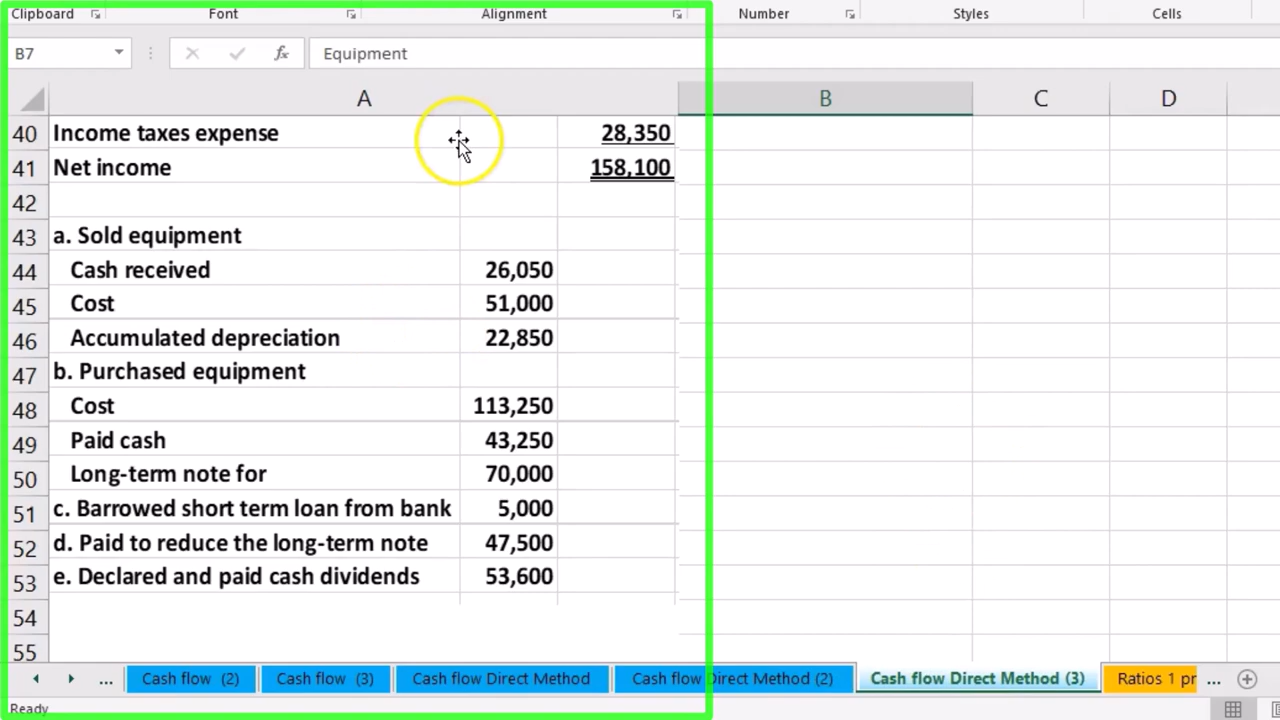 Clipboard Font Alignment Number Styles Cells
B7 fx Equipment
A B C D
40 Income taxes expense 28,350
41 Net income 158,100
42
43 a. Sold equipment
44 Cash received 26,050
45 Cost 51,000
46 Accumulated depreciation 22,850
47 b. Purchased equipment
48 Cost 113,250
49 Paid cash 43,250
50 Long-term note for 70,000
51 c. Barrowed short term loan from bank 5,000
52 d. Paid to reduce the long-term note 47,500
53 e. Declared and paid cash dividends 53,600
54
55
... Cash flow (2) Cash flow (3) Cash flow Direct Method Cash flow Direct Method (2) Cash flow Direct Method (3) Ratios 1 pr ...
Ready